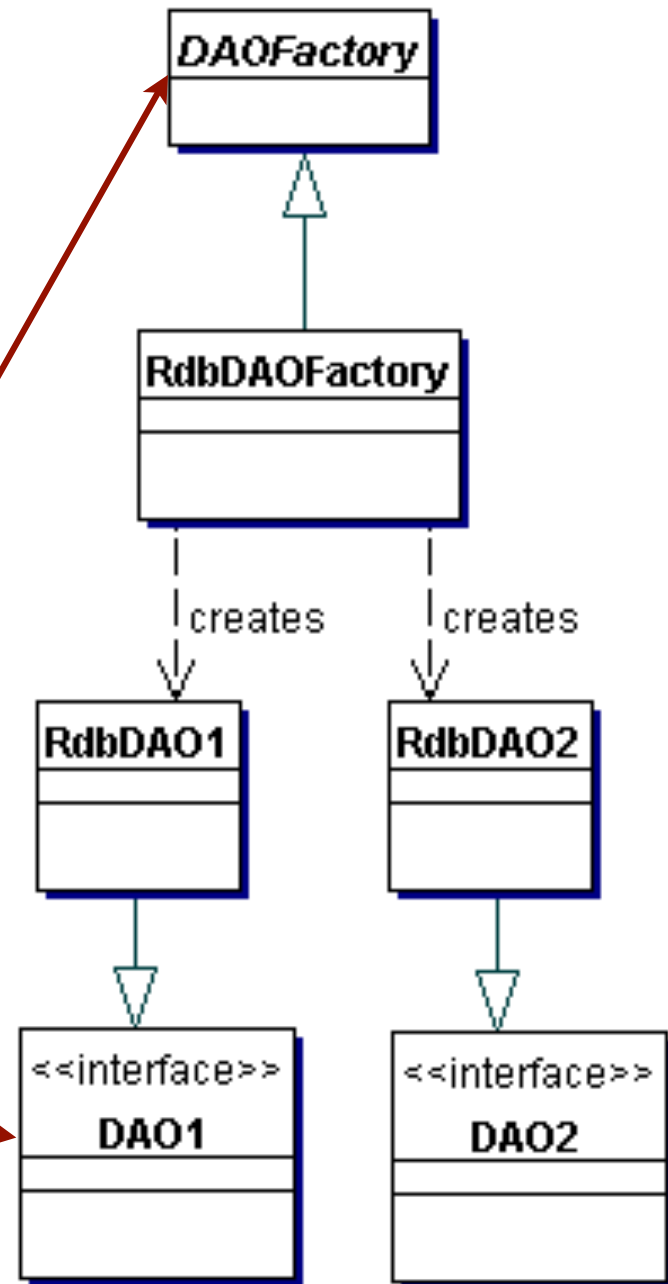 DAOFactory
RdbDAOFactory
creates
creates
RdbDAO1
RdbDAO2
<<interface>>
DAO1
<<interface>>
DAO2